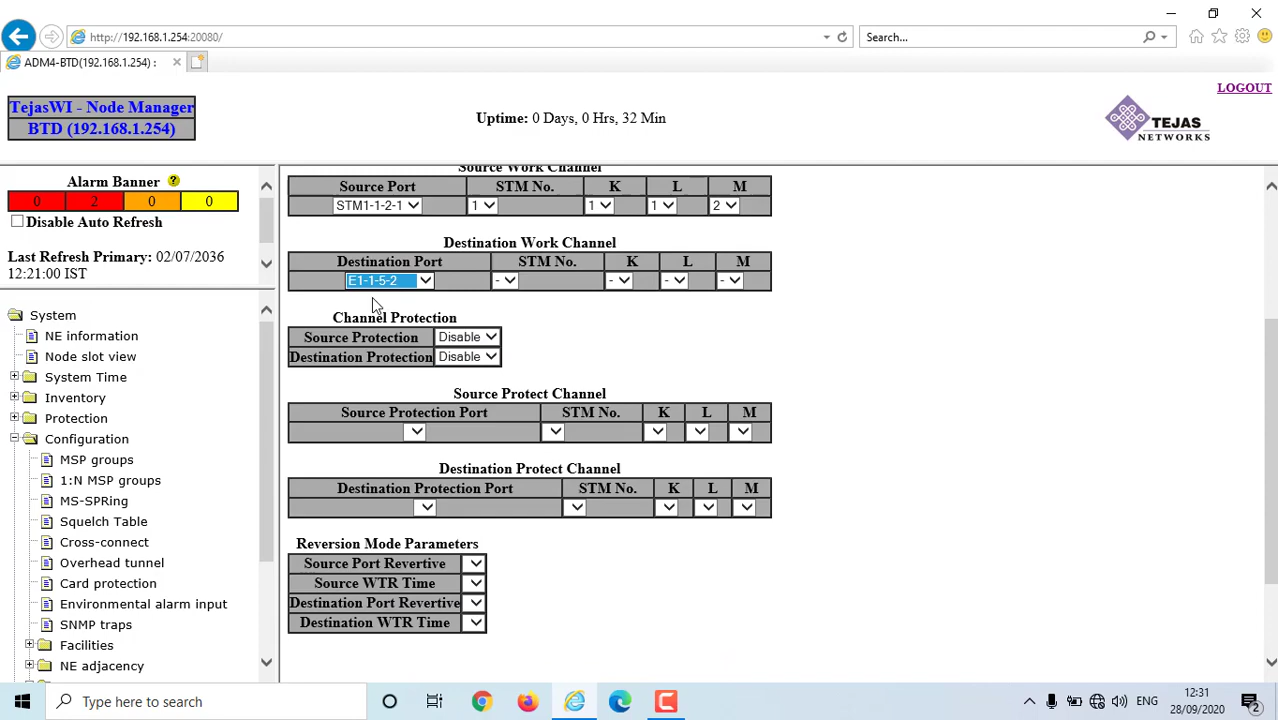 http://192.168.1.254:20080/
Search...
ADM4-BTD(192.168.1.254) :
LOGOUT
TejasWI - Node Manager
BTD (192.168.1.254)
Uptime: 0 Days, 0 Hrs, 32 Min
TEJAS
NETWORKS
Alarm Banner ?
0 2 0 0
Disable Auto Refresh
Last Refresh Primary: 02/07/2036
12:21:00 IST
System
NE information
Node slot view
System Time
Inventory
Protection
Configuration
MSP groups
1:N MSP groups
MS-SPRing
Squelch Table
Cross-connect
Overhead tunnel
Card protection
Environmental alarm input
SNMP traps
Facilities
NE adjacency
Source Work Channel
Source Port STM No. K L M
STM1-1-2-1 1 1 1 2
Destination Work Channel
Destination Port STM No. K L M
E1-1-5-2 - - - -
Channel Protection
Source Protection Disable
Destination Protection Disable
Source Protect Channel
Source Protection Port STM No. K L M
Destination Protect Channel
Destination Protection Port STM No. K L M
Reversion Mode Parameters
Source Port Revertive
Source WTR Time
Destination Port Revertive
Destination WTR Time
Type here to search
ENG
12:31
28/09/2020
2